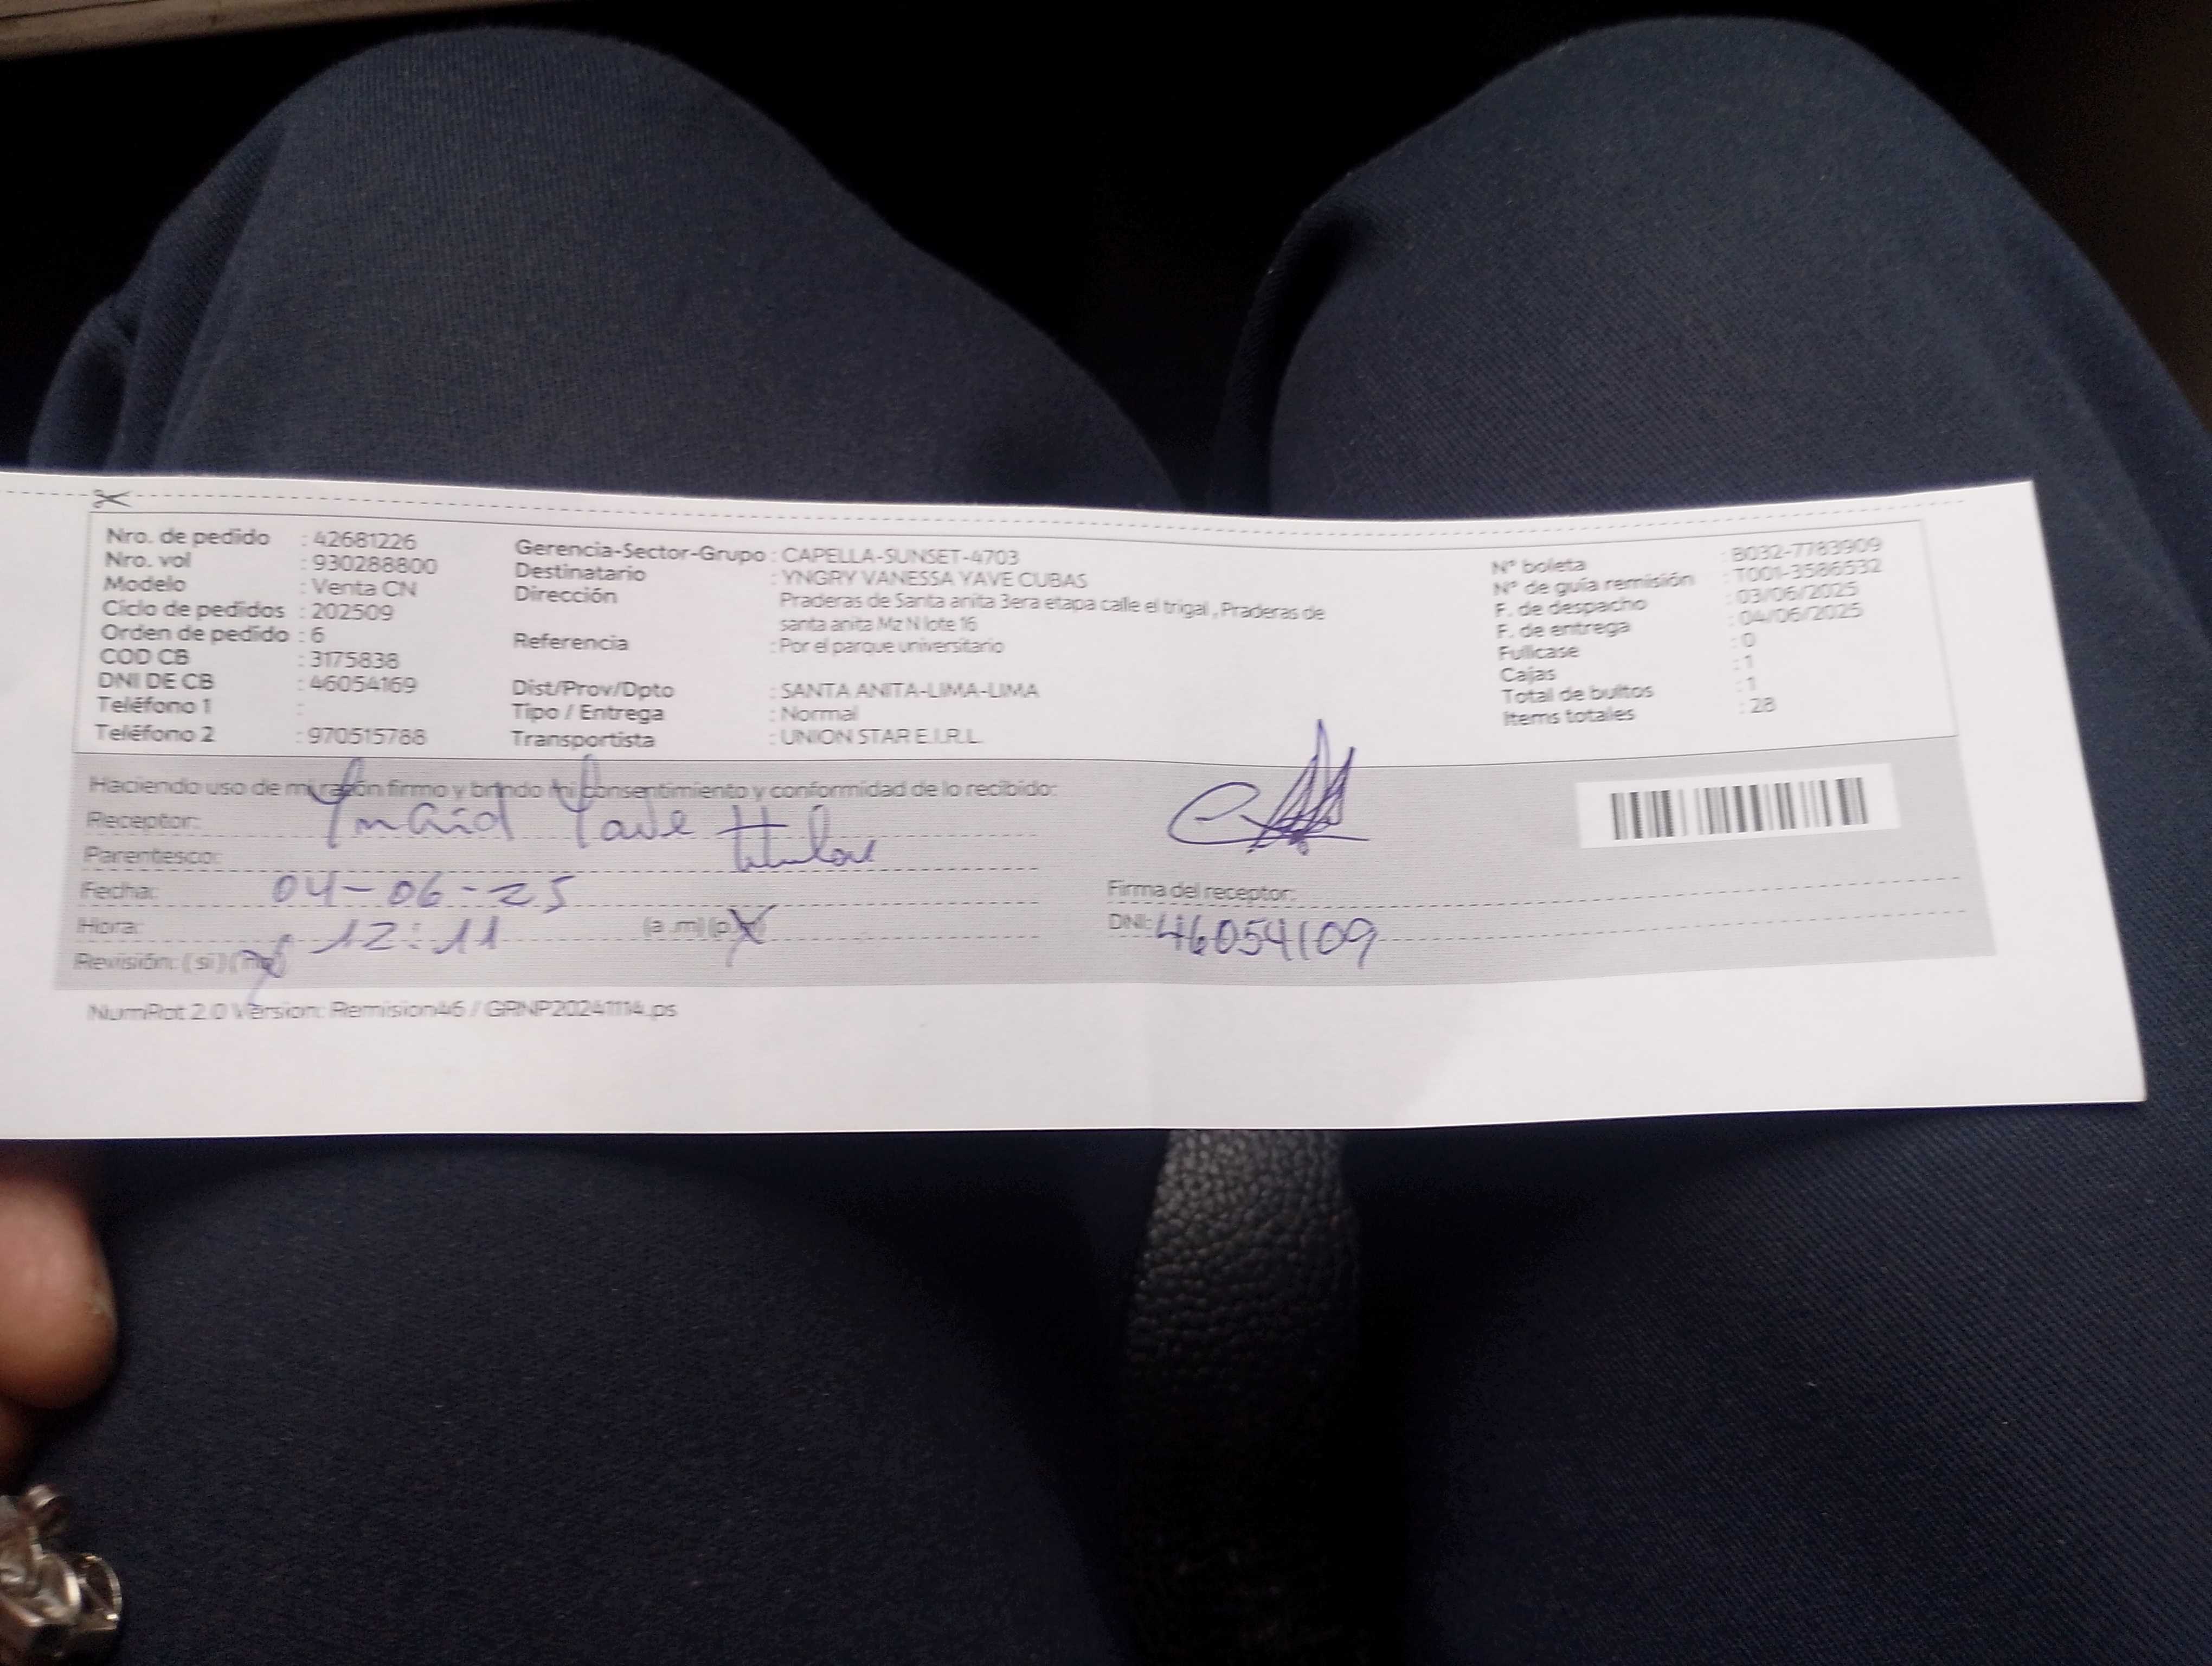 Nro. de pedido : 42681226
Nro. vol : 930288800
Modelo : Venta CN
Ciclo de pedidos : 202509
Orden de pedido : 6
COD CB : 3175838
DNI DE CB : 46054169
Teléfono 1 :
Teléfono 2 : 970515788
Gerencia-Sector-Grupo : CAPELLA-SUNSET-4703
Destinatario : YNGRY VANESSA YAVE CUBAS
Dirección : Praderas de Santa anita 3era etapa calle el trigal , Praderas de
santa anita Mz N lote 16
Referencia : Por el parque universitario
Dist/Prov/Dpto : SANTA ANITA-LIMA-LIMA
Tipo / Entrega : Normal
Transportista : UNION STAR E.I.R.L.
N° boleta : B032-7783909
N° de guía remisión : T001-3586532
F. de despacho : 03/06/2025
F. de entrega : 04/06/2025
Fullcase : 0
Cajas : 1
Total de bultos : 1
Items totales : 28
Haciendo uso de mi razón firmo y brindo mi consentimiento y conformidad de lo recibido:
Receptor: Yave
Parentesco: titular
Fecha: 04-06-25
Hora: 12:11 (a .m) (p.
Revisión: ( si ) ( no )
Firma del receptor:
DNI: 46054109
NumRot 2.0 Version: Remision46 / GRNP20241114.ps